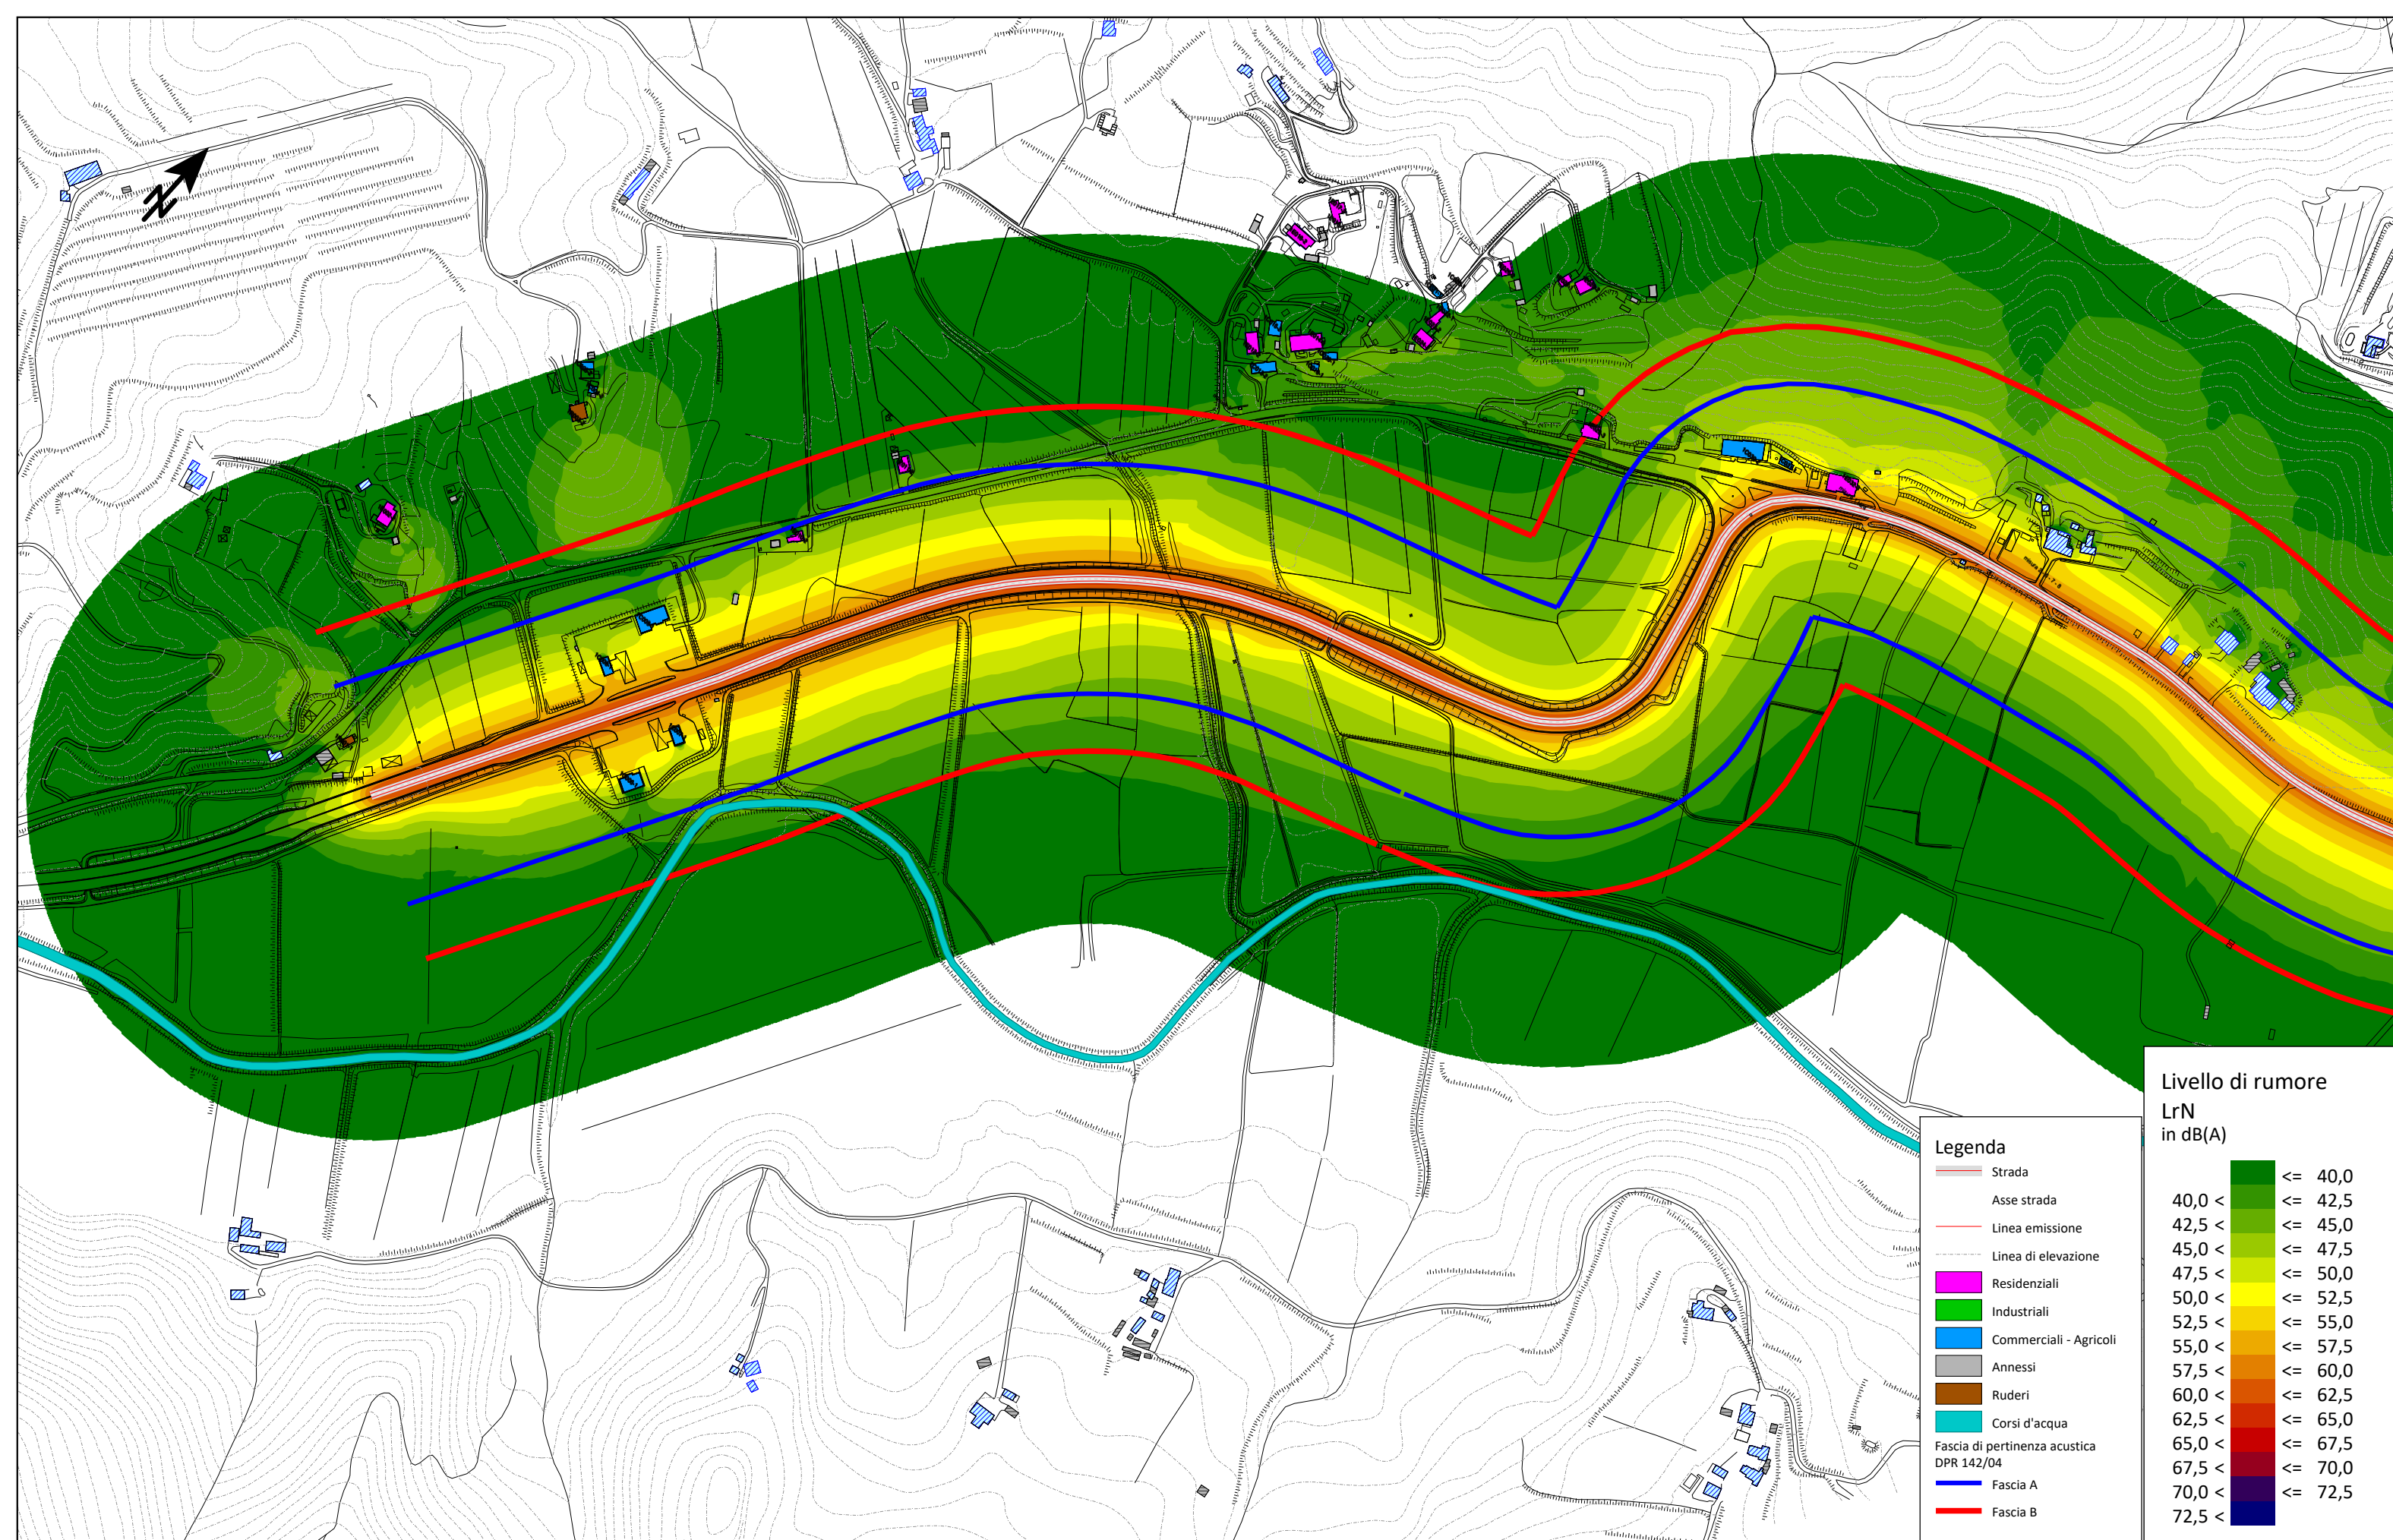 N
Livello di rumore
LrN
in dB(A)
<= 40,0
40,0 < <= 42,5
42,5 < <= 45,0
45,0 < <= 47,5
47,5 < <= 50,0
50,0 < <= 52,5
52,5 < <= 55,0
55,0 < <= 57,5
57,5 < <= 60,0
60,0 < <= 62,5
62,5 < <= 65,0
65,0 < <= 67,5
67,5 < <= 70,0
70,0 < <= 72,5
72,5 <
Legenda
Strada
Asse strada
Linea emissione
Linea di elevazione
Residenziali
Industriali
Commerciali - Agricoli
Annessi
Ruderi
Corsi d'acqua
Fascia di pertinenza acustica
DPR 142/04
Fascia A
Fascia B